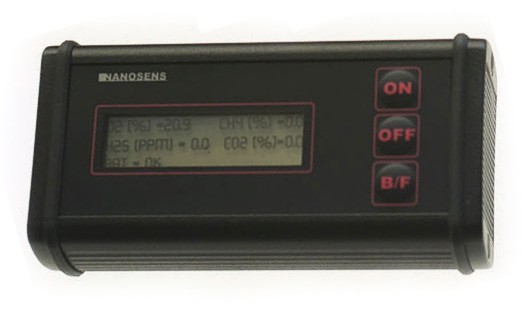 NANOSENS
O2 (%) =20.9 CH4 (%) =0.0
H2S (PPM) = 0.0 CO2 (%)=0.0
BAT = OK
ON
OFF
B/F